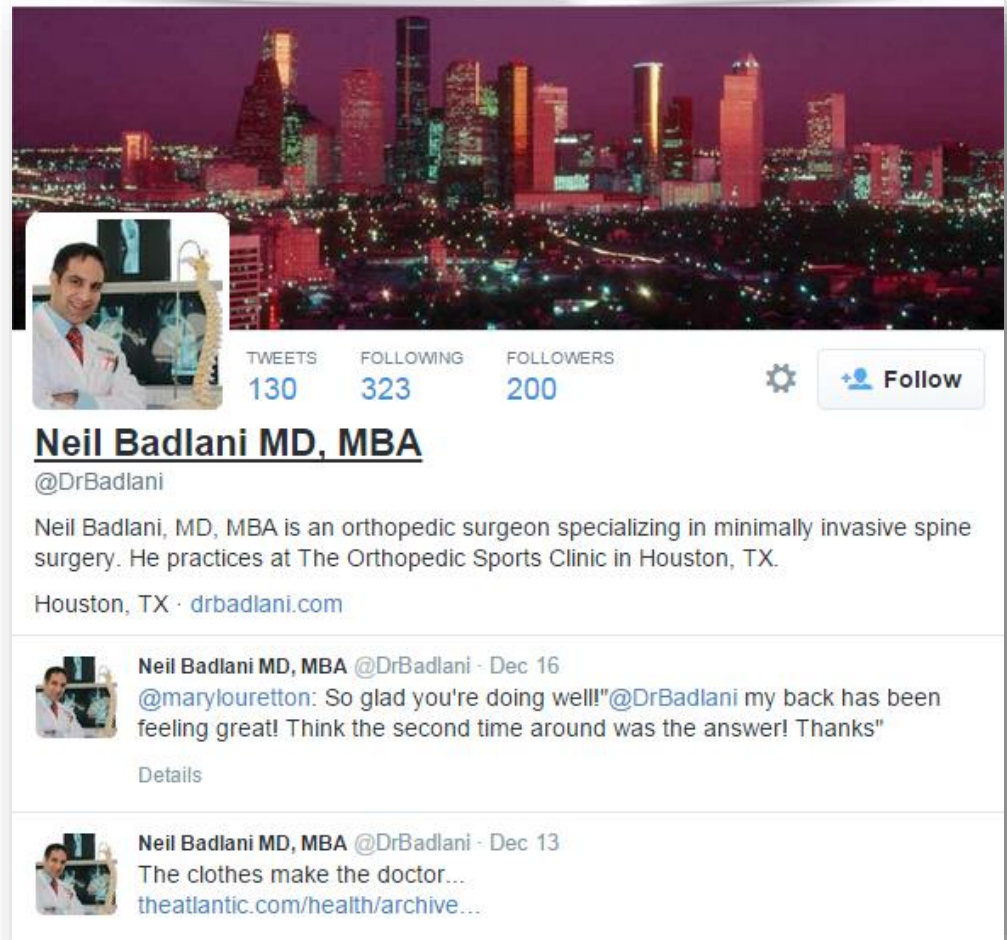 TWEETS FOLLOWING FOLLOWERS
130 323 200
Follow
Neil Badlani MD, MBA
@DrBadlani
Neil Badlani, MD, MBA is an orthopedic surgeon specializing in minimally invasive spine
surgery. He practices at The Orthopedic Sports Clinic in Houston, TX.
Houston, TX · drbadlani.com
Neil Badlani MD, MBA @DrBadlani · Dec 16
@marylouretton: So glad you're doing well!"@DrBadlani my back has been
feeling great! Think the second time around was the answer! Thanks"
Details
Neil Badlani MD, MBA @DrBadlani · Dec 13
The clothes make the doctor...
theatlantic.com/health/archive...